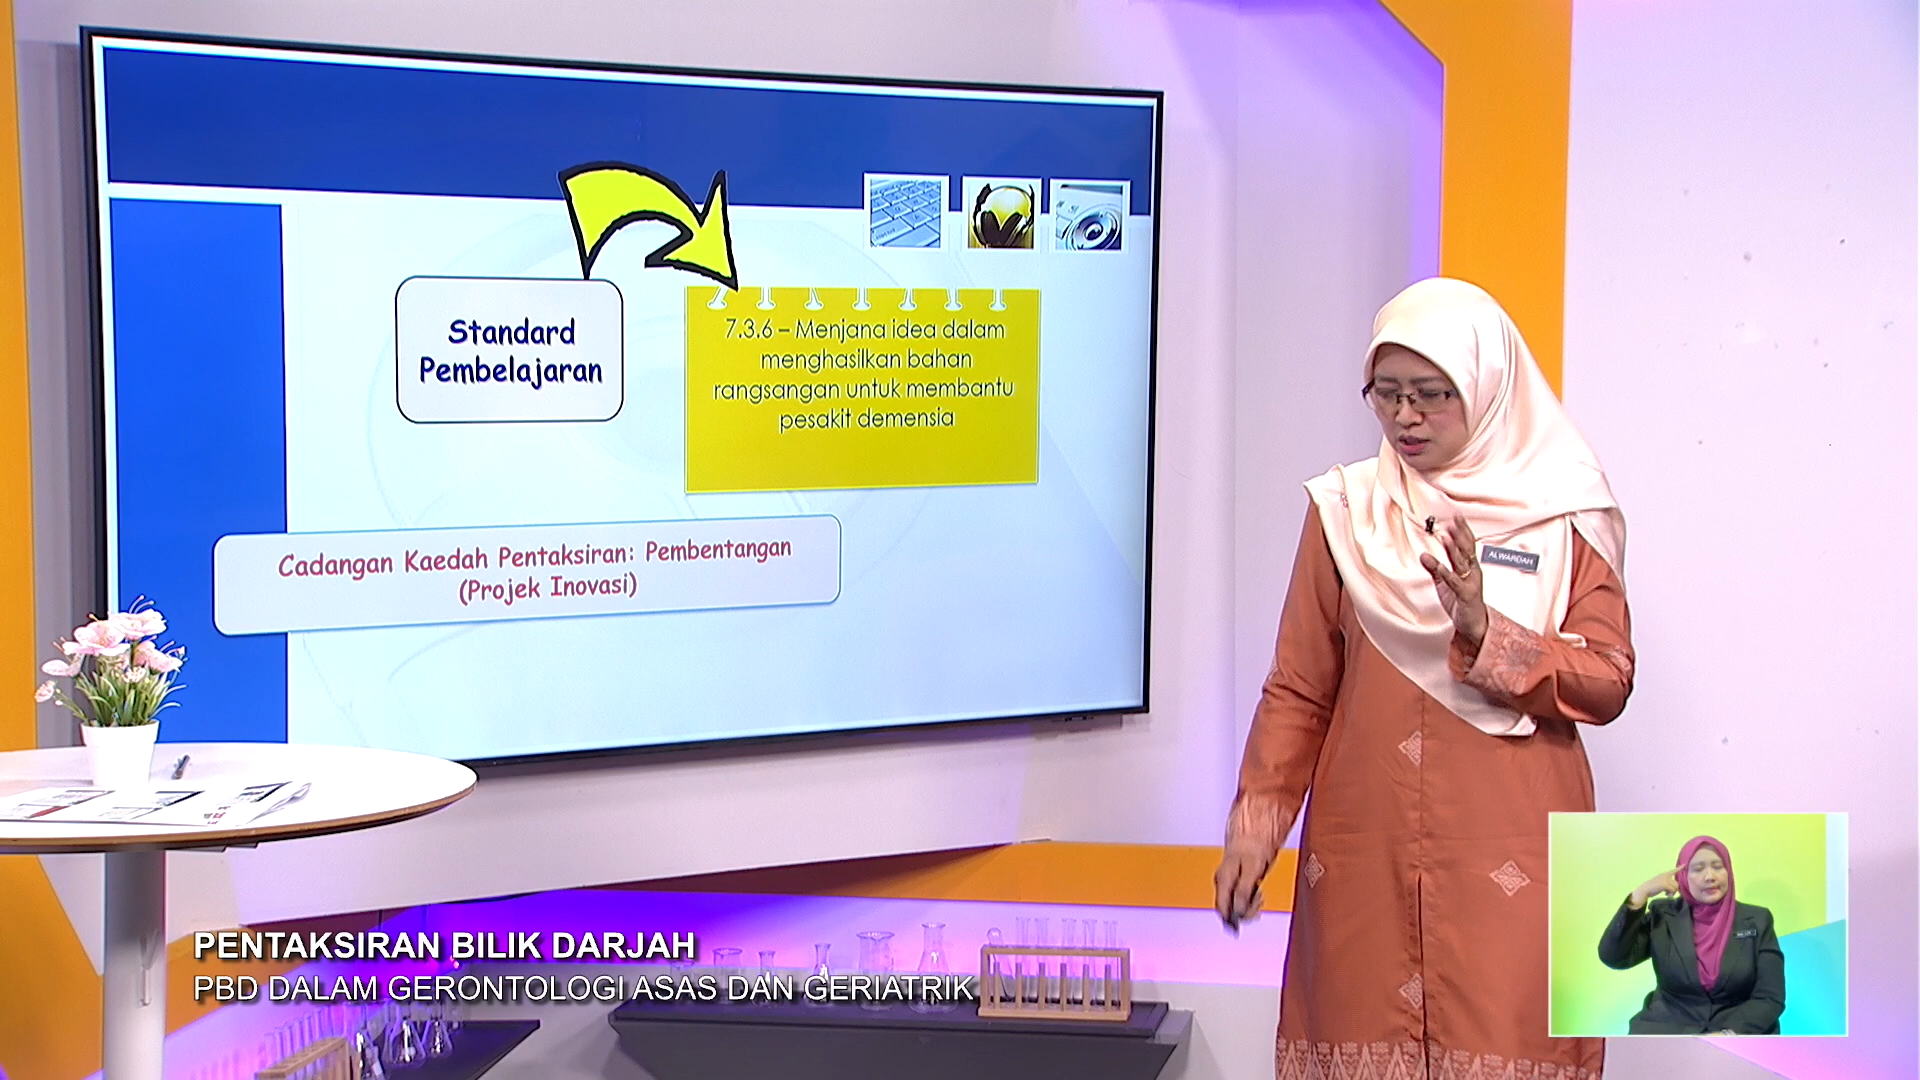 Standard
Pembelajaran
7.3.6 – Menjana idea dalam
menghasilkan bahan
rangsangan untuk membantu
pesakit demensia
Cadangan Kaedah Pentaksiran: Pembentangan
(Projek Inovasi)
ALWARDAH
PENTAKSIRAN BILIK DARJAH
PBD DALAM GERONTOLOGI ASAS DAN GERIATRIK